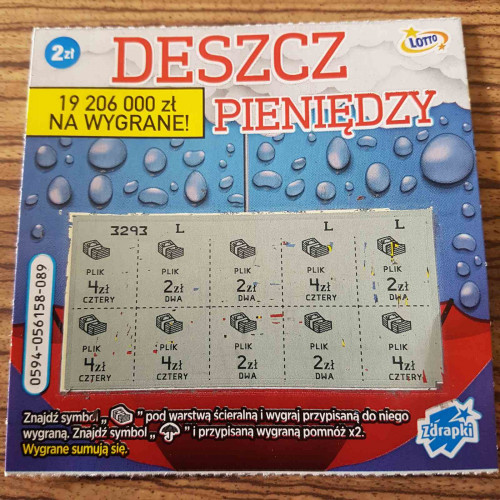 2zł
LOTTO
DESZCZ
PIENIĘDZY
19 206 000 zł
NA WYGRANE!
3293 L L L
PLIK PLIK PLIK PLIK PLIK
4zł 2zł 2zł 4zł 2zł
CZTERY DWA DWA CZTERY DWA
PLIK PLIK PLIK PLIK PLIK
4zł 4zł 2zł 2zł 4zł
CZTERY CZTERY DWA DWA CZTERY
0594-056158-089
Znajdź symbol „ ” pod warstwą ścieralną i wygraj przypisaną do niego
wygraną. Znajdź symbol „ ” i przypisaną wygraną pomnóż x2.
Wygrane sumują się.
Zdrapki